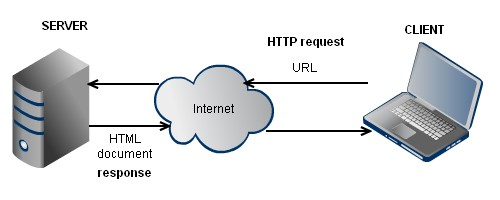 SERVER
CLIENT
HTTP request
URL
Internet
HTML
document
response